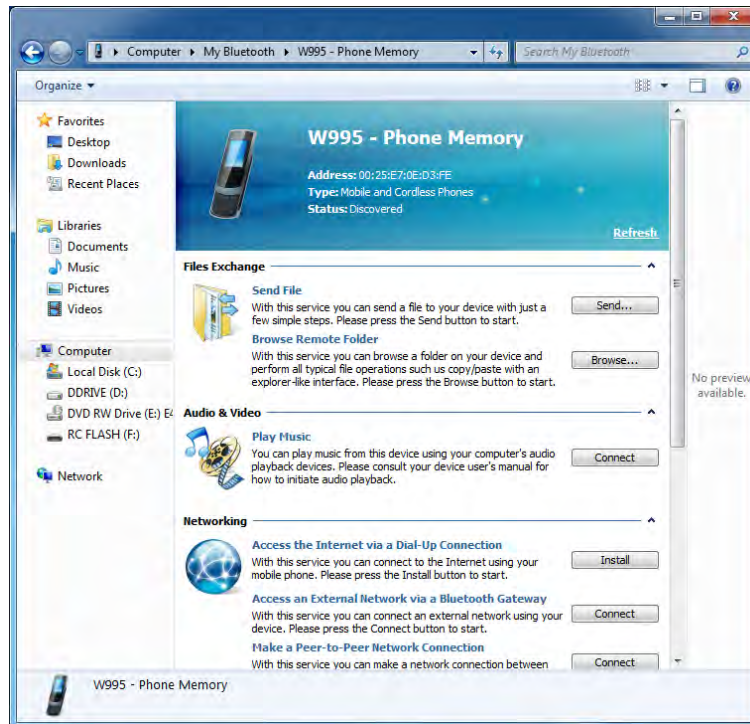 Computer ▸ My Bluetooth ▸ W995 - Phone Memory
Search My Bluetooth
Organize
Favorites
Desktop
Downloads
Recent Places
Libraries
Documents
Music
Pictures
Videos
Computer
Local Disk (C:)
DDRIVE (D:)
DVD RW Drive (E:) E4
RC FLASH (F:)
Network
W995 - Phone Memory
Address: 00:25:E7:0E:D3:FE
Type: Mobile and Cordless Phones
Status: Discovered
Refresh
Files Exchange
Send File
With this service you can send a file to your device with just a
few simple steps. Please press the Send button to start.
Send...
Browse Remote Folder
With this service you can browse a folder on your device and
perform all typical file operations such us copy/paste with an
explorer-like interface. Please press the Browse button to start.
Browse...
Audio & Video
Play Music
You can play music from this device using your computer's audio
playback devices. Please consult your device user's manual for
how to initiate audio playback.
Connect
Networking
Access the Internet via a Dial-Up Connection
With this service you can connect to the Internet using your
mobile phone. Please press the Install button to start.
Install
Access an External Network via a Bluetooth Gateway
With this service you can connect an external network using your
device. Please press the Connect button to start.
Connect
Make a Peer-to-Peer Network Connection
With this service you can make a network connection between
Connect
No preview
available.
W995 - Phone Memory